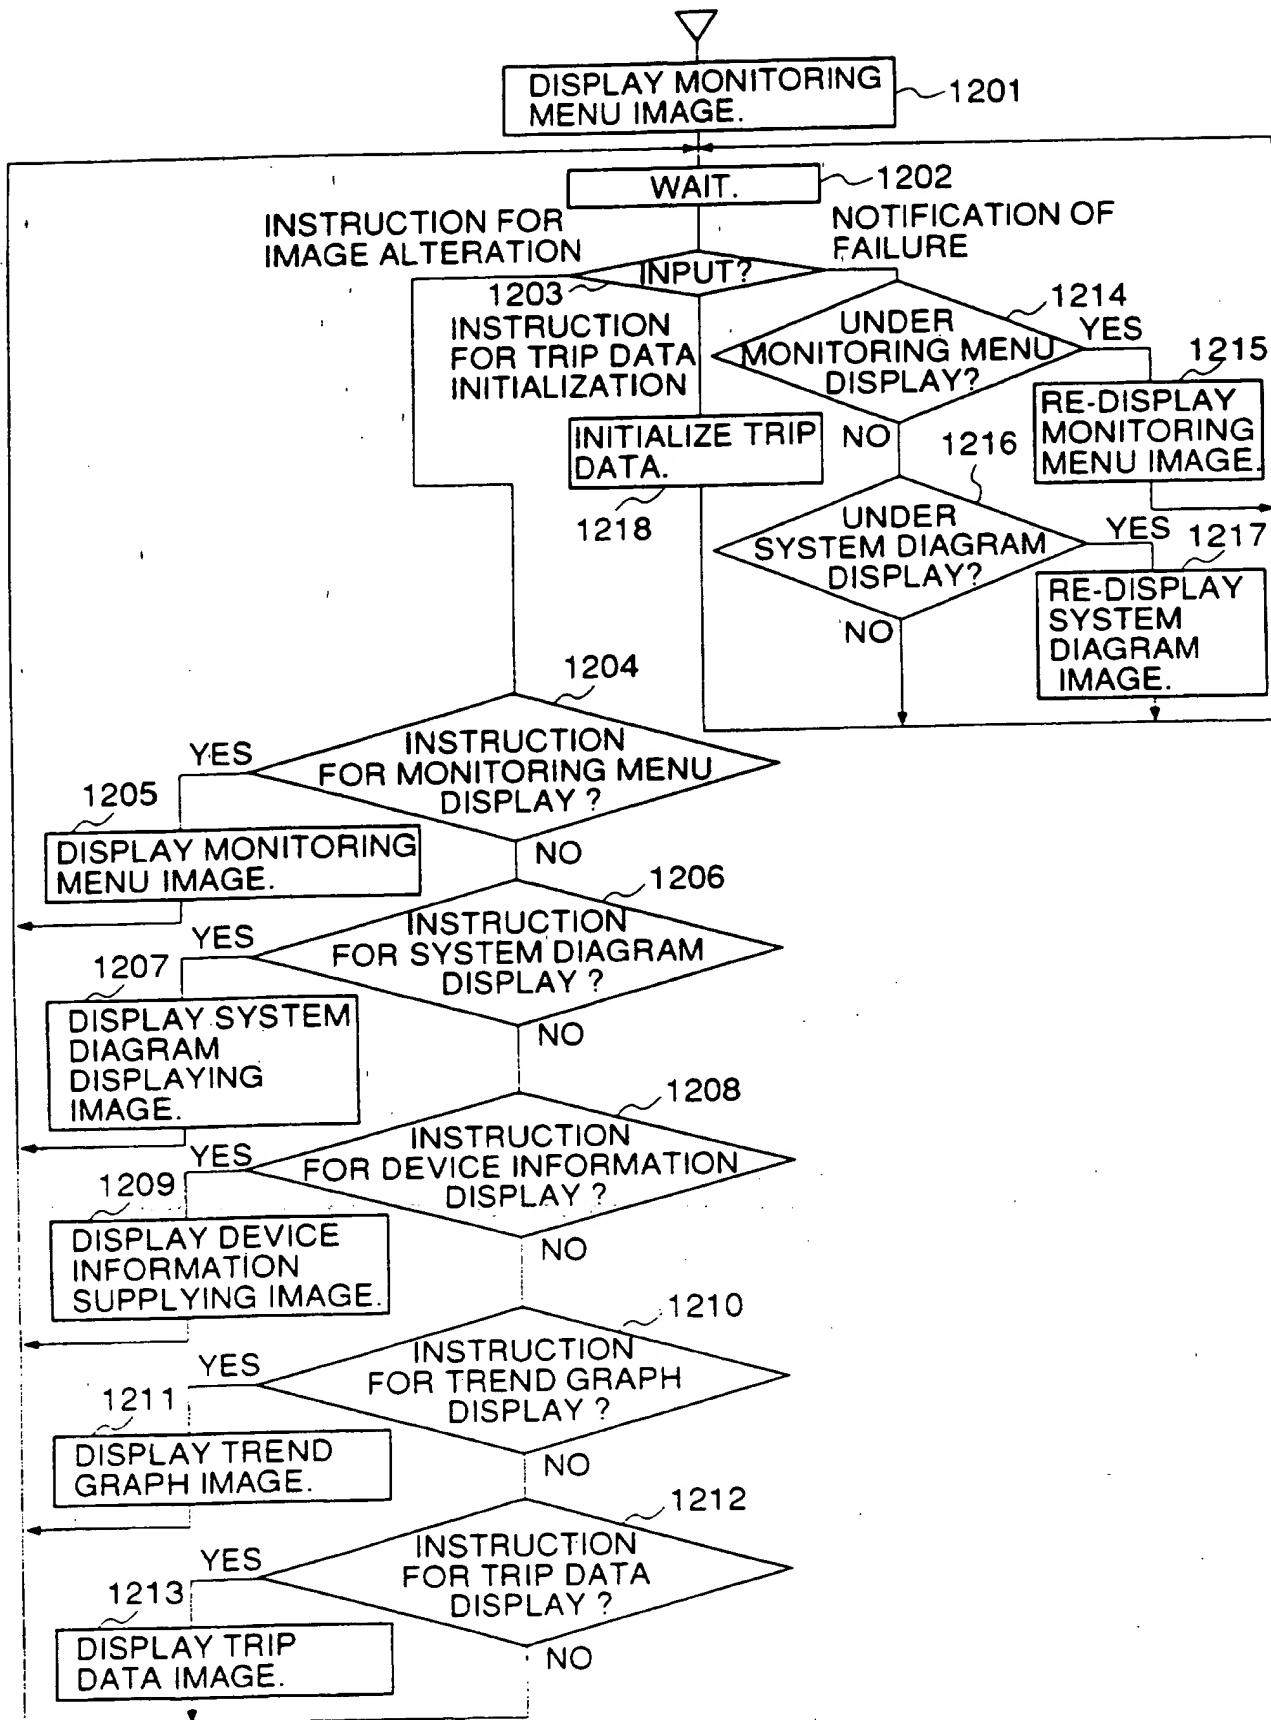 DISPLAY MONITORING
MENU IMAGE.
1201
WAIT.
1202
INSTRUCTION FOR
IMAGE ALTERATION
NOTIFICATION OF
FAILURE
INPUT?
1203
INSTRUCTION
FOR TRIP DATA
INITIALIZATION
UNDER
MONITORING MENU
DISPLAY?
1214
YES
1215
RE-DISPLAY
MONITORING
MENU IMAGE.
INITIALIZE TRIP
DATA.
1218
NO
1216
UNDER
SYSTEM DIAGRAM
DISPLAY?
YES
1217
RE-DISPLAY
SYSTEM
DIAGRAM
IMAGE.
NO
1204
INSTRUCTION
FOR MONITORING MENU
DISPLAY ?
YES
1205
DISPLAY MONITORING
MENU IMAGE.
NO
1206
INSTRUCTION
FOR SYSTEM DIAGRAM
DISPLAY ?
YES
1207
DISPLAY SYSTEM
DIAGRAM
DISPLAYING
IMAGE.
NO
1208
INSTRUCTION
FOR DEVICE INFORMATION
DISPLAY ?
YES
1209
DISPLAY DEVICE
INFORMATION
SUPPLYING IMAGE.
NO
1210
INSTRUCTION
FOR TREND GRAPH
DISPLAY ?
YES
1211
DISPLAY TREND
GRAPH IMAGE.
NO
1212
INSTRUCTION
FOR TRIP DATA
DISPLAY ?
YES
1213
DISPLAY TRIP
DATA IMAGE.
NO